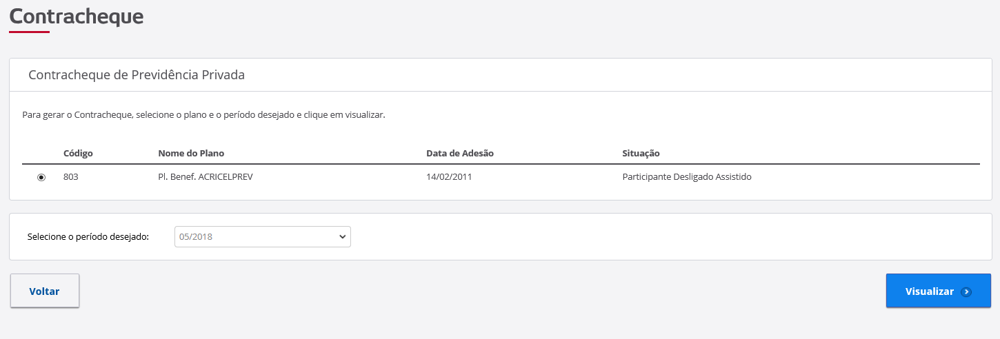 Contracheque
Contracheque de Previdência Privada
Para gerar o Contracheque, selecione o plano e o período desejado e clique em visualizar.
Código Nome do Plano Data de Adesão Situação
803 Pl. Benef. ACRICELPREV 14/02/2011 Participante Desligado Assistido
Selecione o período desejado: 05/2018
Voltar Visualizar